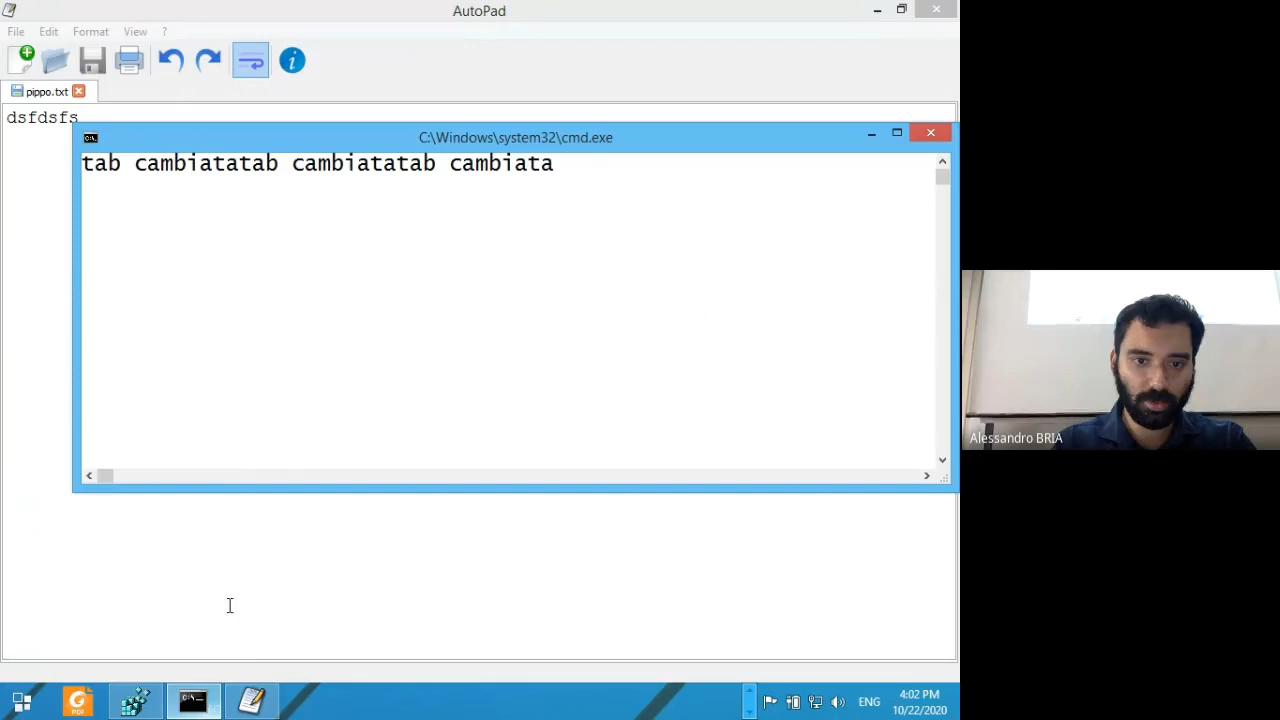 AutoPad
File Edit Format View ?
pippo.txt
dsfdsfs
C:\Windows\system32\cmd.exe
tab cambiatatab cambiatatab cambiata
Alessandro BRIA
PDF
ENG
4:02 PM
10/22/2020